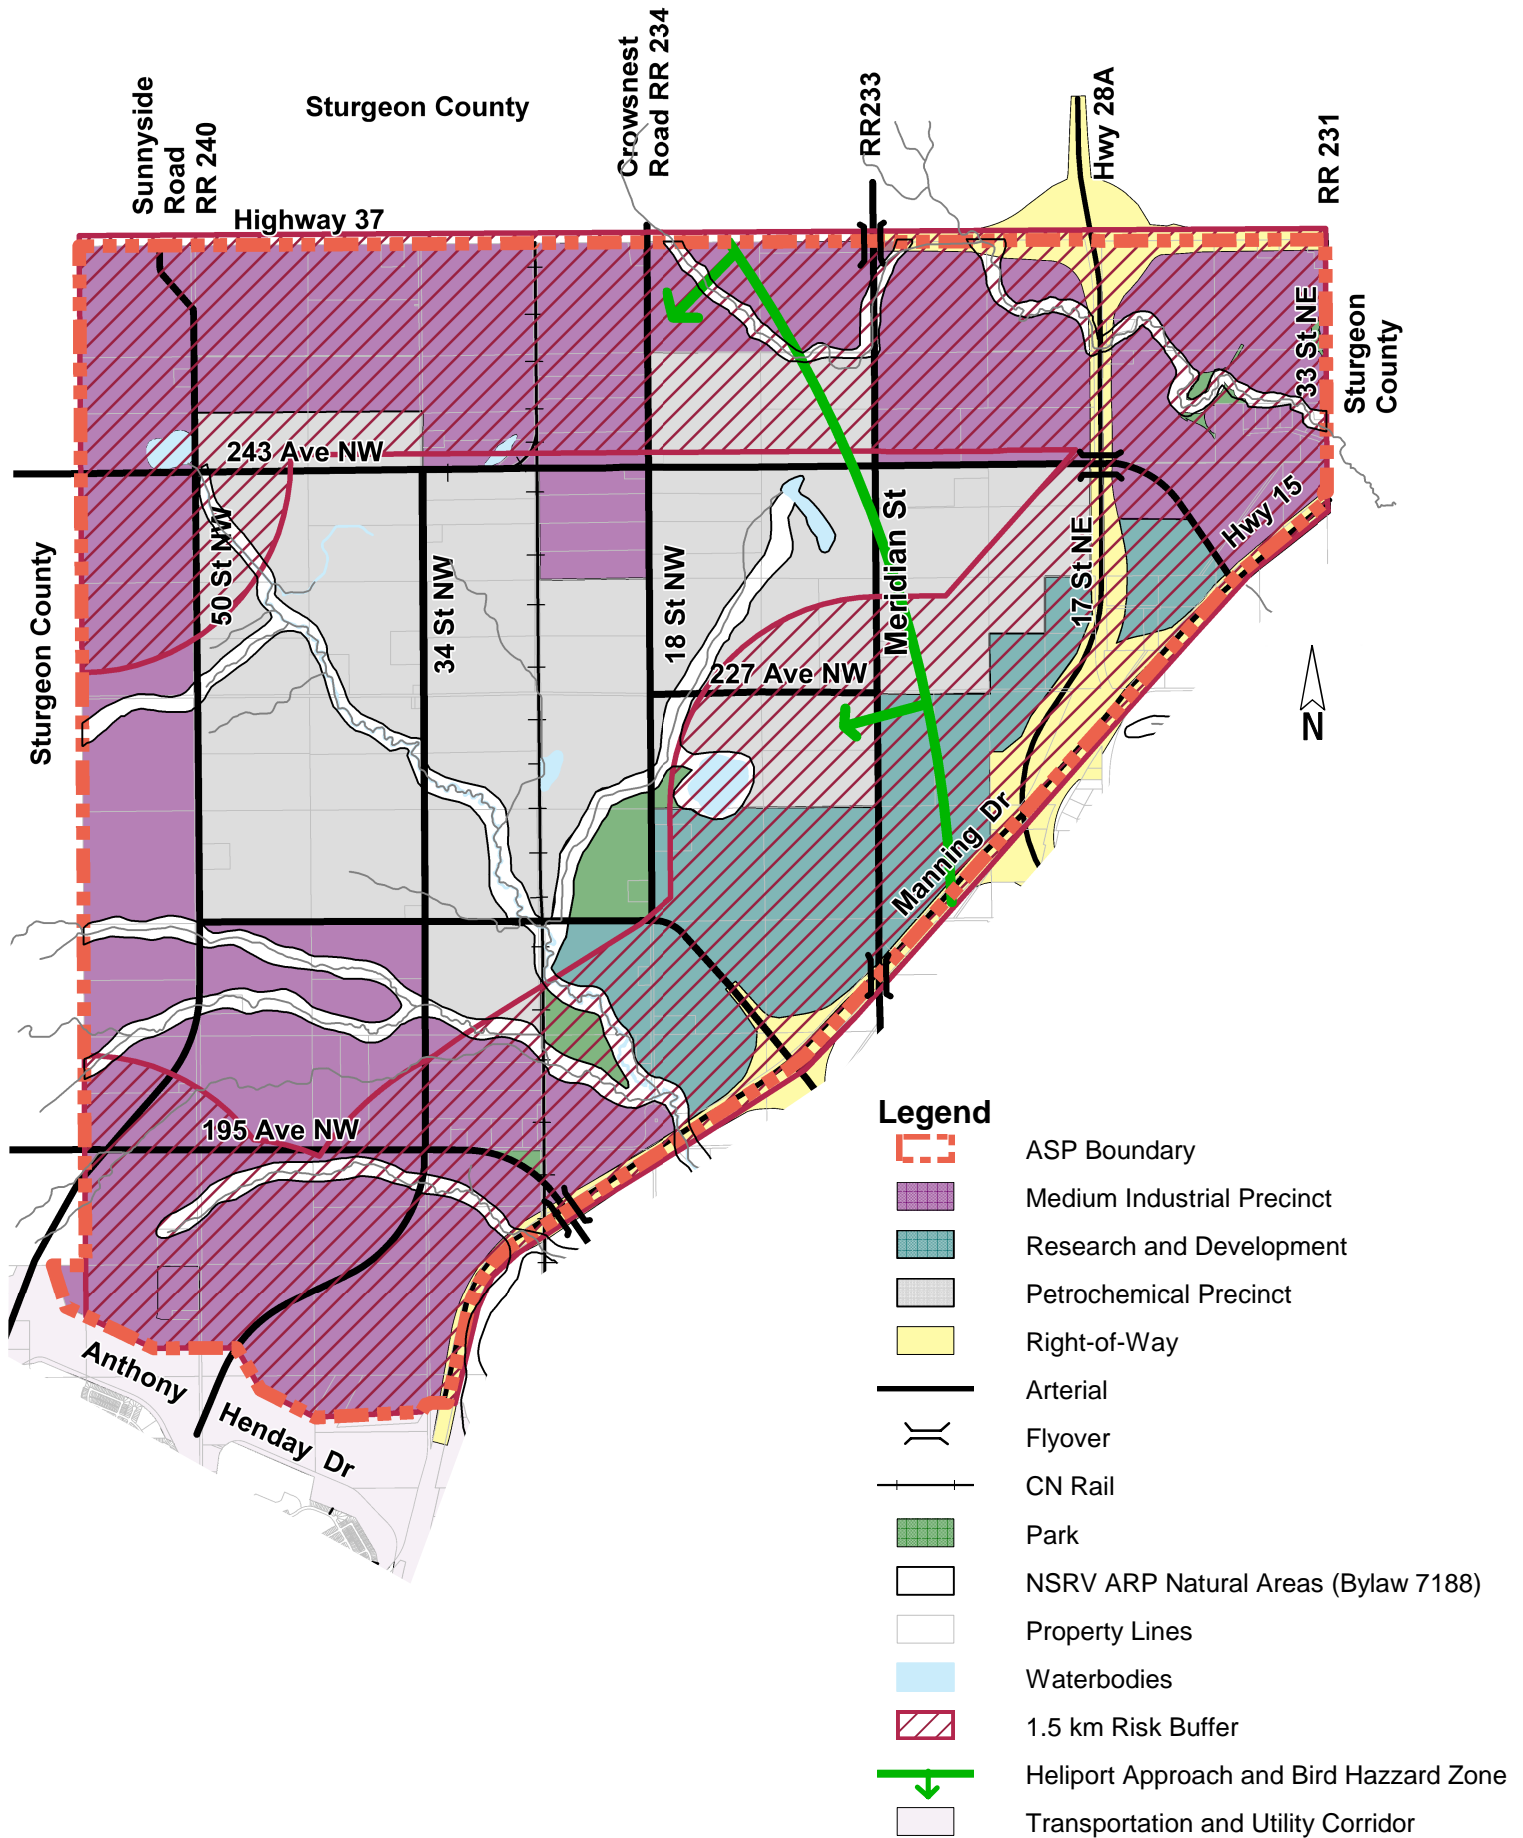 Sturgeon County
Sunnyside
Road
RR 240
Crowsnest
Road RR 234
RR233
Hwy 28A
RR 231
Highway 37
Sturgeon
County
33 St NE
243 Ave NW
Hwy 15
50 St NW
34 St NW
18 St NW
Meridian St
17 St NE
Sturgeon County
227 Ave NW
N
Manning Dr
195 Ave NW
Anthony
Henday Dr
Legend
ASP Boundary
Medium Industrial Precinct
Research and Development
Petrochemical Precinct
Right-of-Way
Arterial
Flyover
CN Rail
Park
NSRV ARP Natural Areas (Bylaw 7188)
Property Lines
Waterbodies
1.5 km Risk Buffer
Heliport Approach and Bird Hazzard Zone
Transportation and Utility Corridor